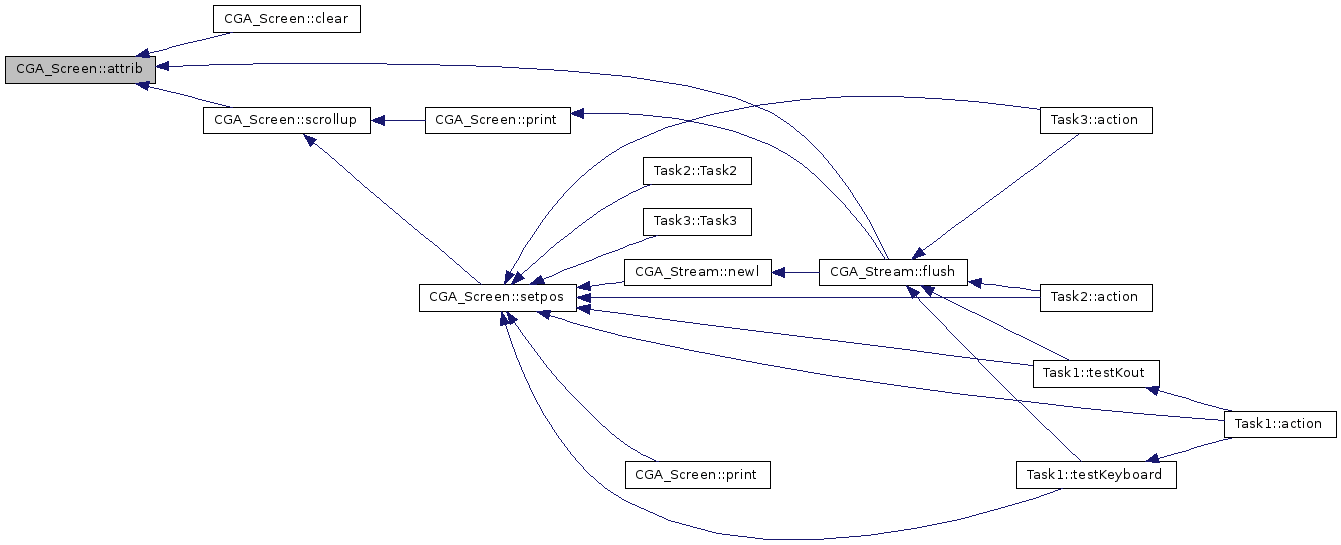 CGA_Screen::clear
CGA_Screen::attrib
CGA_Screen::scrollup
CGA_Screen::print
Task3::action
Task2::Task2
Task3::Task3
CGA_Stream::newl
CGA_Stream::flush
CGA_Screen::setpos
Task2::action
Task1::testKout
Task1::action
CGA_Screen::print
Task1::testKeyboard